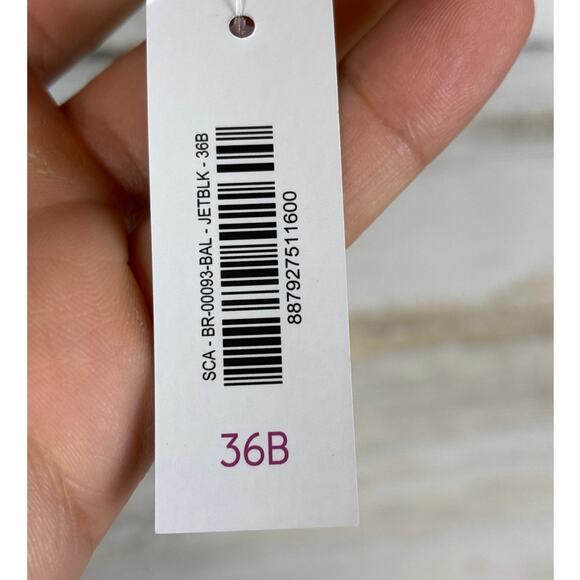 SCA - BR-00093-BAL - JETBLK - 36B
887927511600
36B